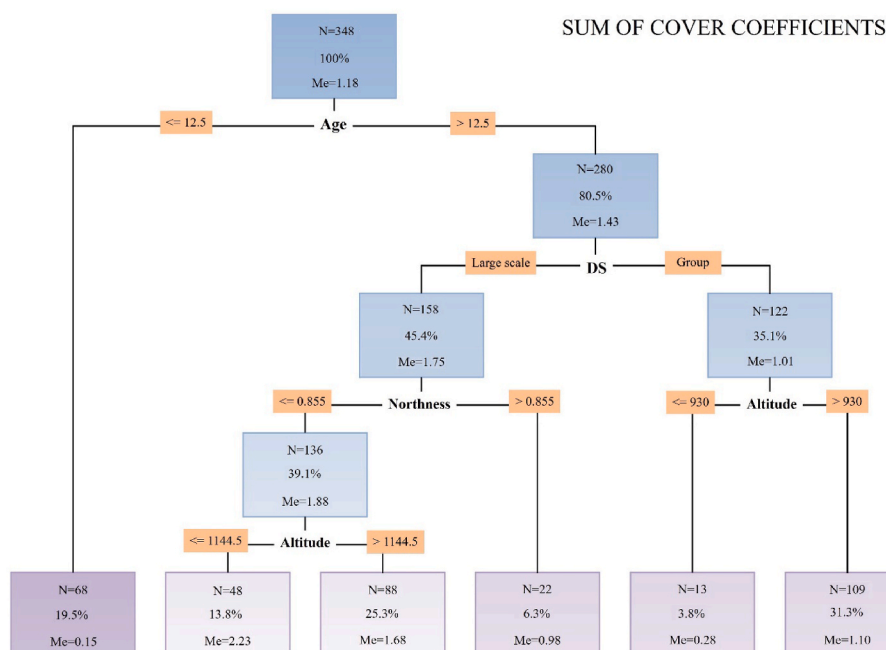 SUM OF COVER COEFFICIENTS
N=348
100%
Me=1.18
<= 12.5
Age
> 12.5
N=280
80.5%
Me=1.43
Large scale
DS
Group
N=158
45.4%
Me=1.75
N=122
35.1%
Me=1.01
<= 0.855
Northness
> 0.855
<= 930
Altitude
> 930
N=136
39.1%
Me=1.88
<= 1144.5
Altitude
> 1144.5
N=68
19.5%
Me=0.15
N=48
13.8%
Me=2.23
N=88
25.3%
Me=1.68
N=22
6.3%
Me=0.98
N=13
3.8%
Me=0.28
N=109
31.3%
Me=1.10